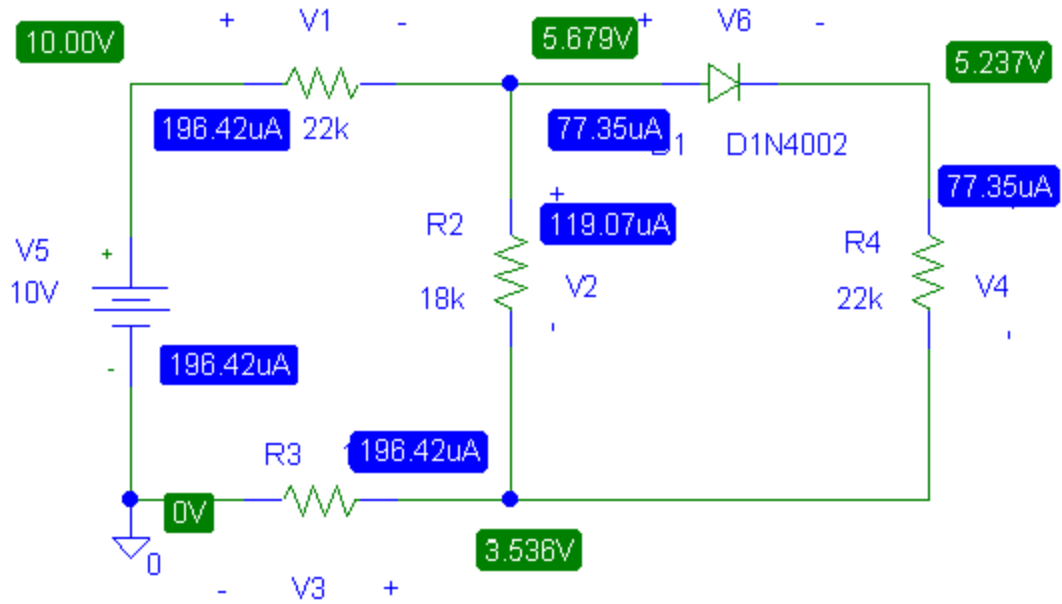 + V1 -
10.00V
5.679V
+ V6 -
5.237V
196.42uA
22k
77.35uA
D1N4002
77.35uA
+
R2
119.07uA
R4
V5
+
10V
18k
V2
22k
V4
-
-
196.42uA
-
R3
196.42uA
0V
0
3.536V
- V3 +